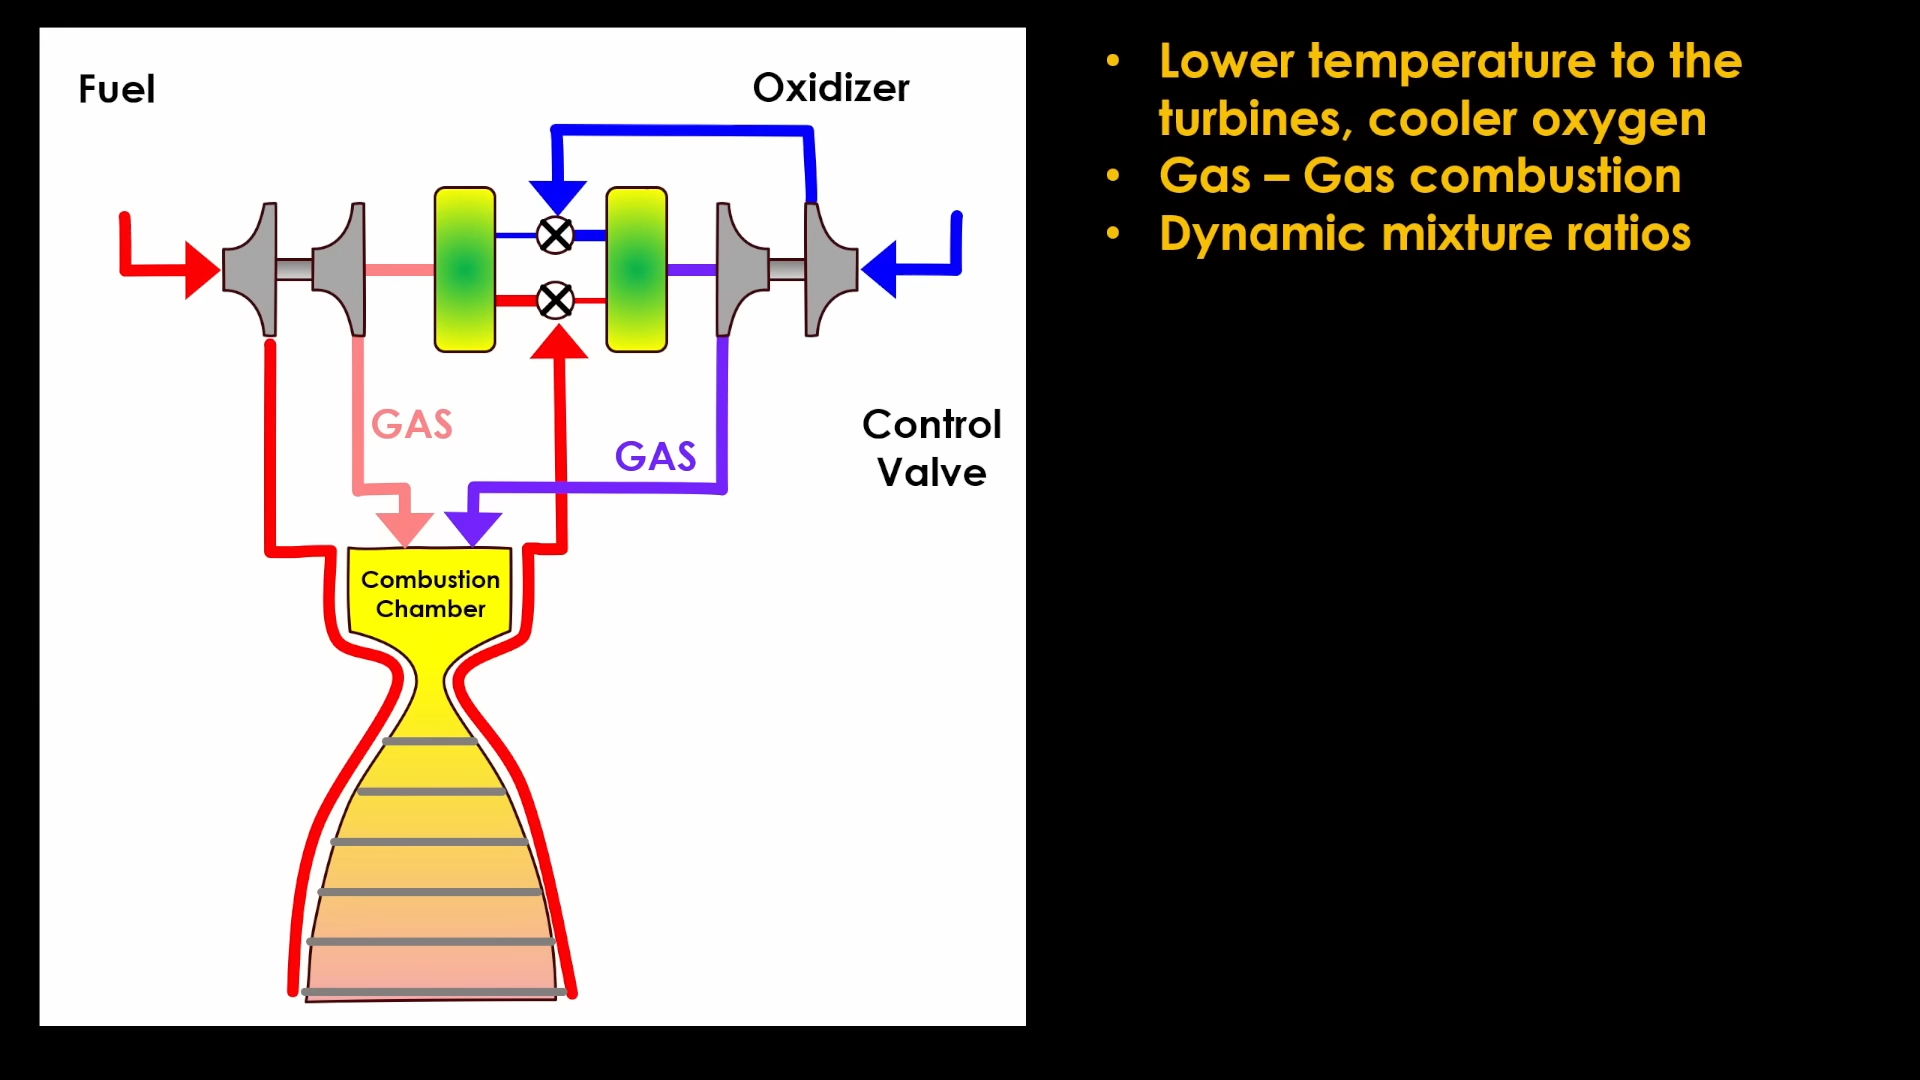 Fuel
Oxidizer
GAS
GAS
Control
Valve
Combustion
Chamber
• Lower temperature to the
turbines, cooler oxygen
• Gas – Gas combustion
• Dynamic mixture ratios